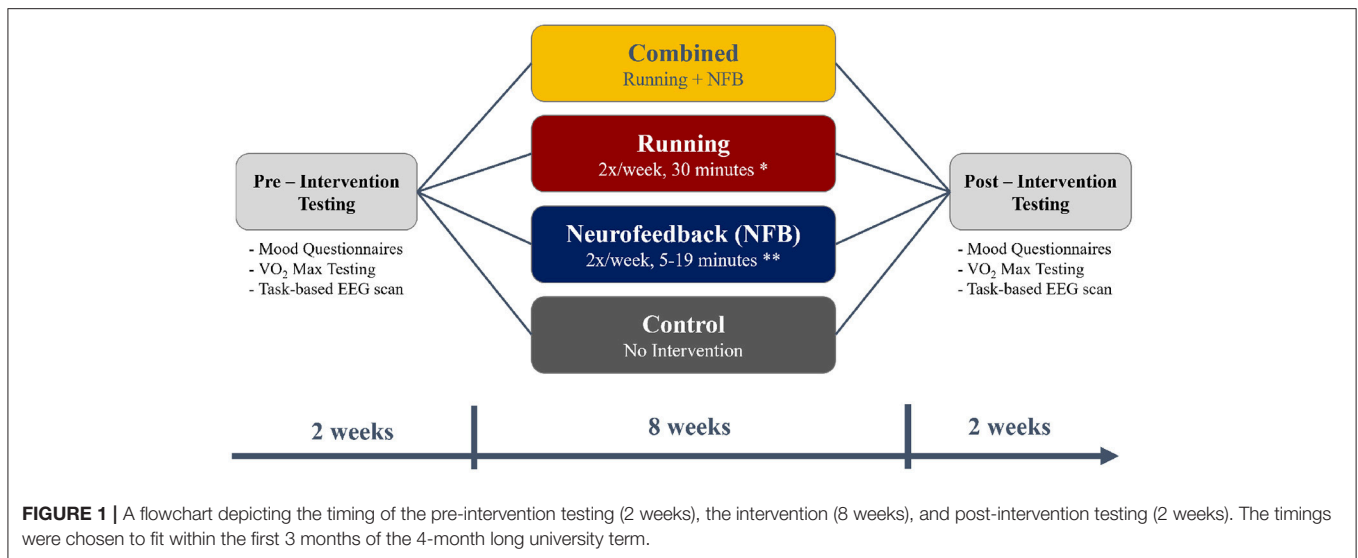 Combined
Running + NFB
Running
2x/week, 30 minutes *
Pre – Intervention
Testing
- Mood Questionnaires
- VO₂ Max Testing
- Task-based EEG scan
Neurofeedback (NFB)
2x/week, 5-19 minutes **
Control
No Intervention
Post – Intervention
Testing
- Mood Questionnaires
- VO₂ Max Testing
- Task-based EEG scan
2 weeks
8 weeks
2 weeks
FIGURE 1 | A flowchart depicting the timing of the pre-intervention testing (2 weeks), the intervention (8 weeks), and post-intervention testing (2 weeks). The timings
were chosen to fit within the first 3 months of the 4-month long university term.